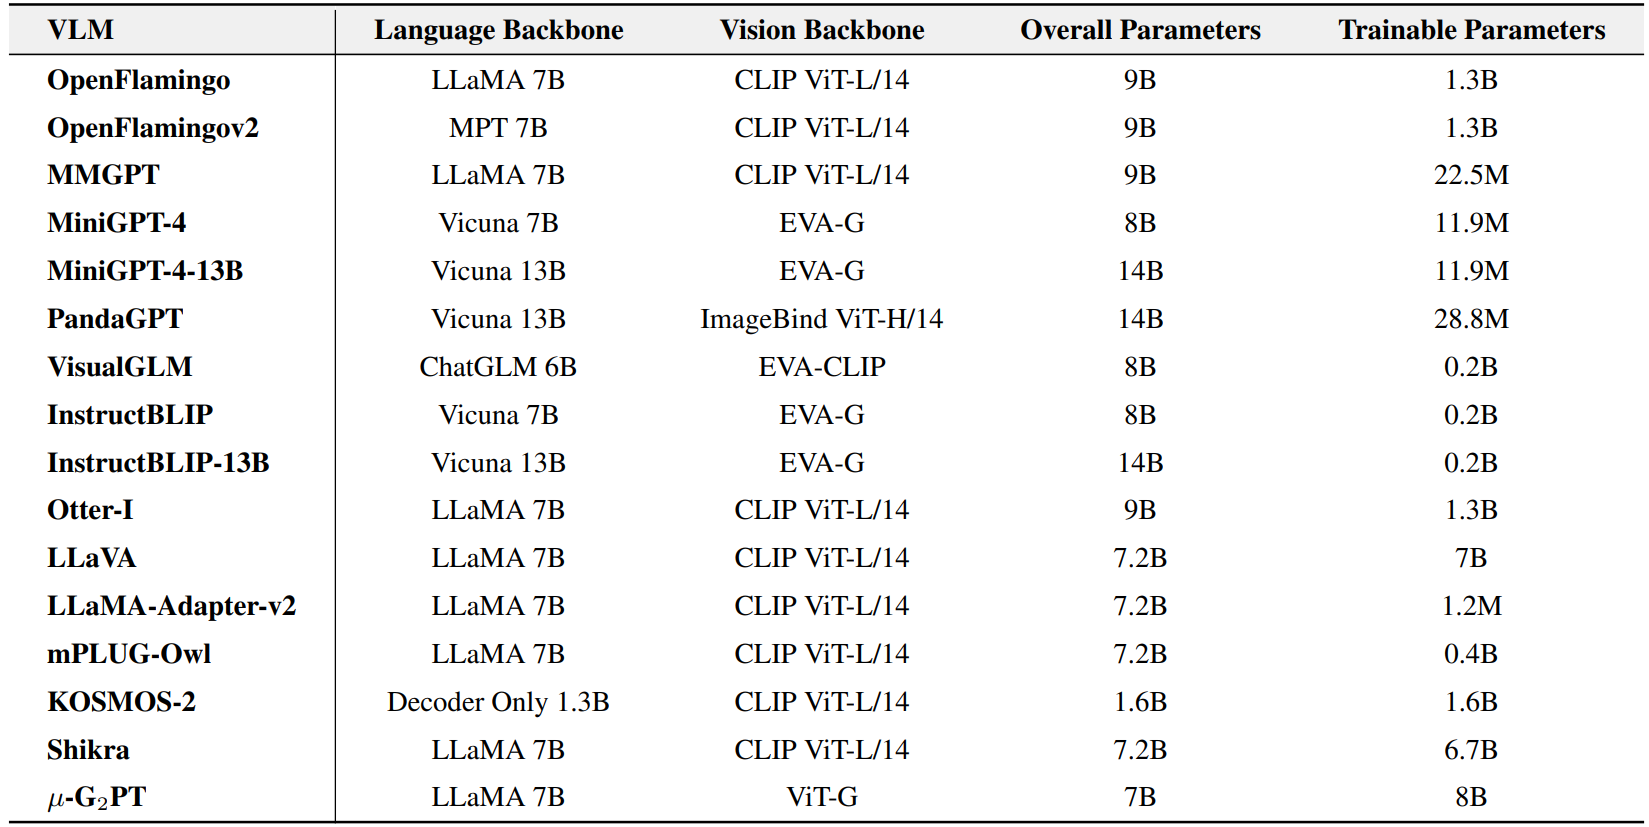 VLM Language Backbone Vision Backbone Overall Parameters Trainable Parameters
OpenFlamingo LLaMA 7B CLIP ViT-L/14 9B 1.3B
OpenFlamingov2 MPT 7B CLIP ViT-L/14 9B 1.3B
MMGPT LLaMA 7B CLIP ViT-L/14 9B 22.5M
MiniGPT-4 Vicuna 7B EVA-G 8B 11.9M
MiniGPT-4-13B Vicuna 13B EVA-G 14B 11.9M
PandaGPT Vicuna 13B ImageBind ViT-H/14 14B 28.8M
VisualGLM ChatGLM 6B EVA-CLIP 8B 0.2B
InstructBLIP Vicuna 7B EVA-G 8B 0.2B
InstructBLIP-13B Vicuna 13B EVA-G 14B 0.2B
Otter-I LLaMA 7B CLIP ViT-L/14 9B 1.3B
LLaVA LLaMA 7B CLIP ViT-L/14 7.2B 7B
LLaMA-Adapter-v2 LLaMA 7B CLIP ViT-L/14 7.2B 1.2M
mPLUG-Owl LLaMA 7B CLIP ViT-L/14 7.2B 0.4B
KOSMOS-2 Decoder Only 1.3B CLIP ViT-L/14 1.6B 1.6B
Shikra LLaMA 7B CLIP ViT-L/14 7.2B 6.7B
μ-G₂PT LLaMA 7B ViT-G 7B 8B